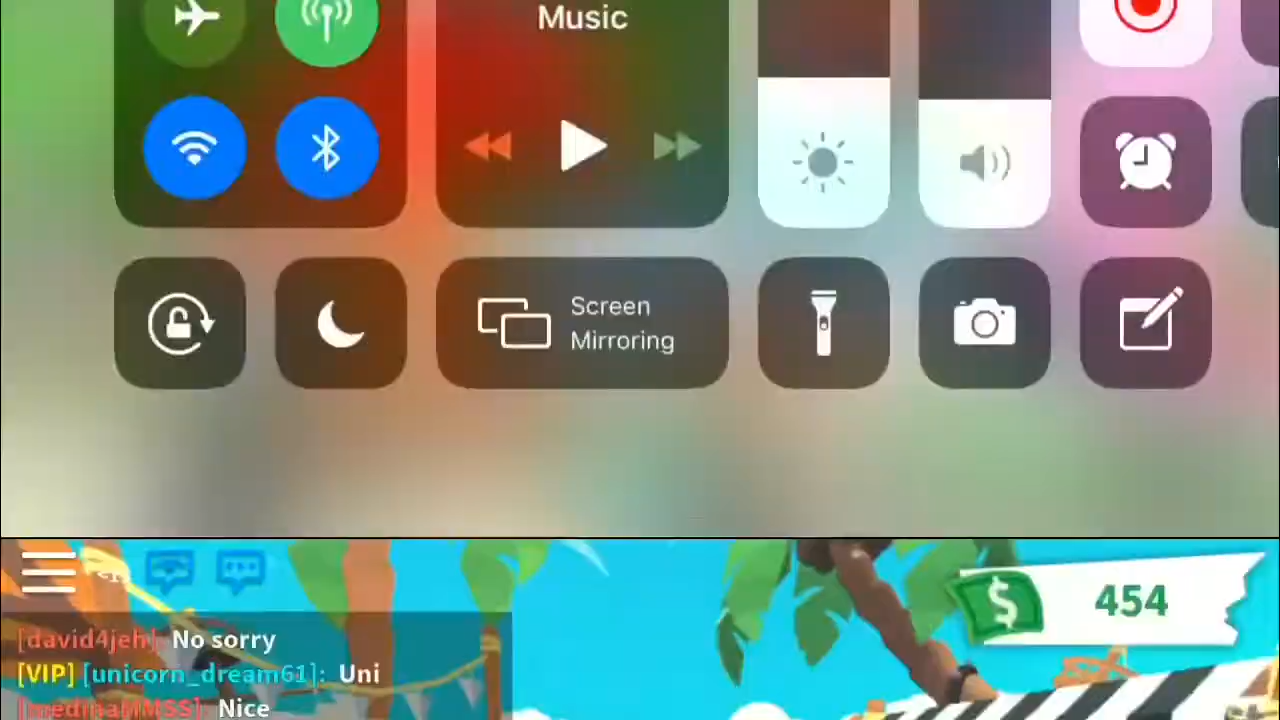 Music
Screen
Mirroring
$ 454
[david4jeh]: No sorry
[VIP] [unicorn_dream61]: Uni
Nice